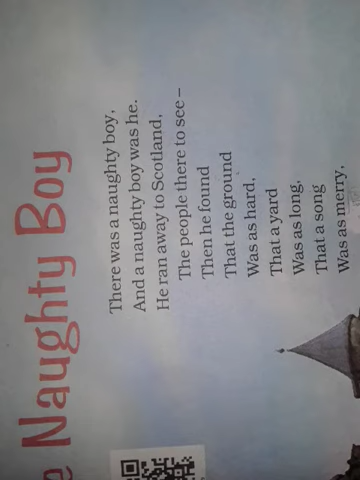 e Naughty Boy
There was a naughty boy,
And a naughty boy was he.
He ran away to Scotland,
The people there to see –
Then he found
That the ground
Was as hard,
That a yard
Was as long,
That a song
Was as merry,